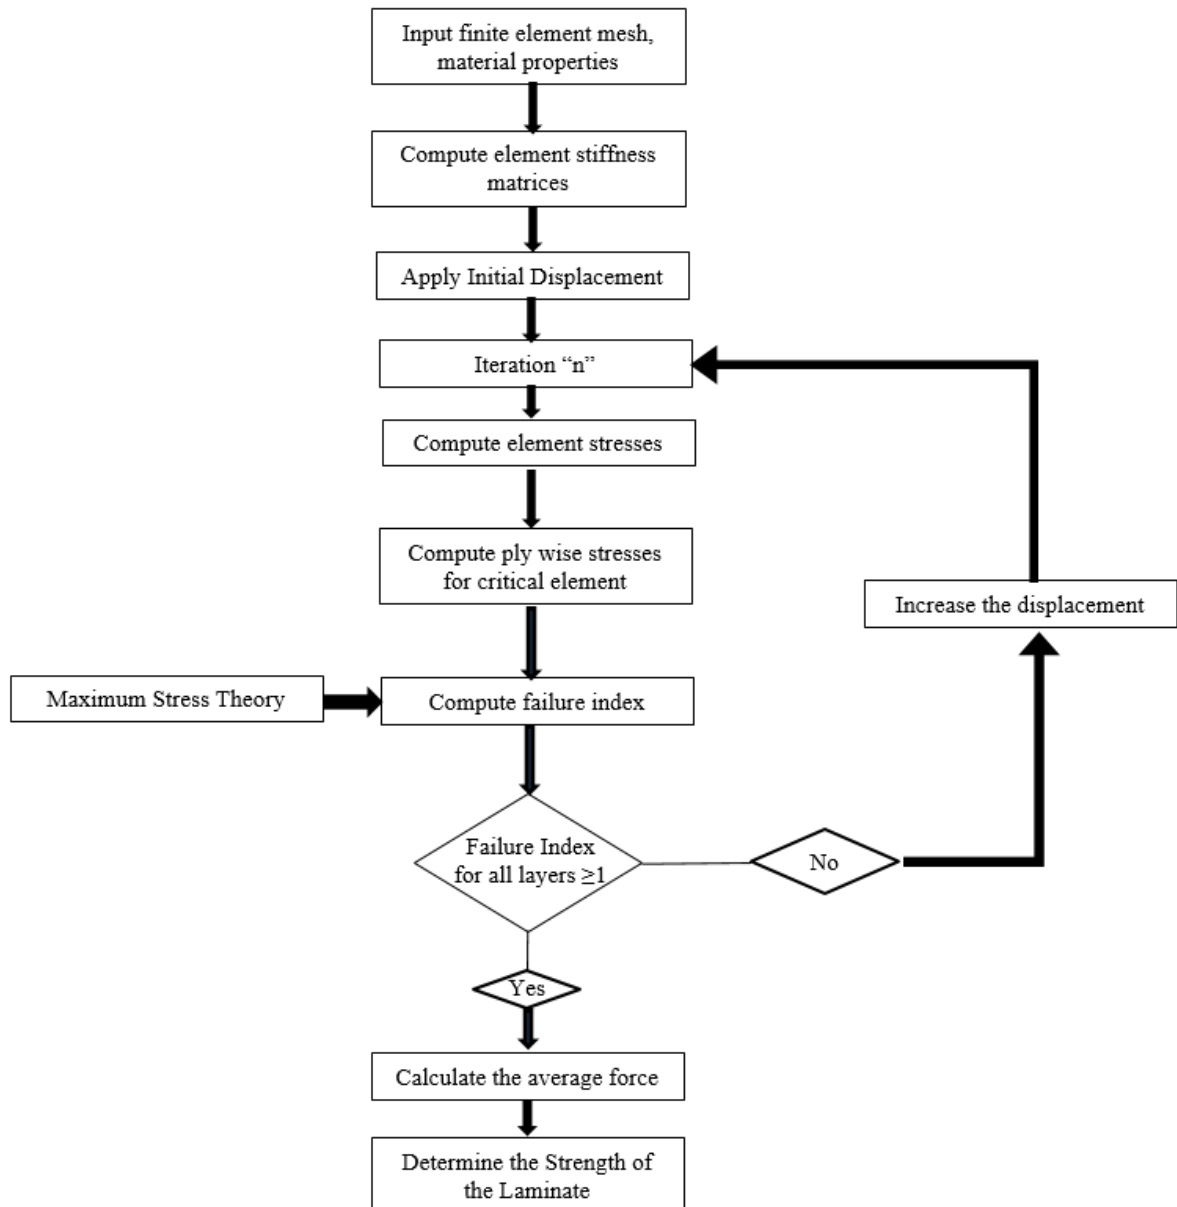 Input finite element mesh,
material properties
Compute element stiffness
matrices
Apply Initial Displacement
Iteration “n”
Compute element stresses
Compute ply wise stresses
for critical element
Increase the displacement
Maximum Stress Theory
Compute failure index
Failure Index
for all layers ≥1
No
Yes
Calculate the average force
Determine the Strength of
the Laminate